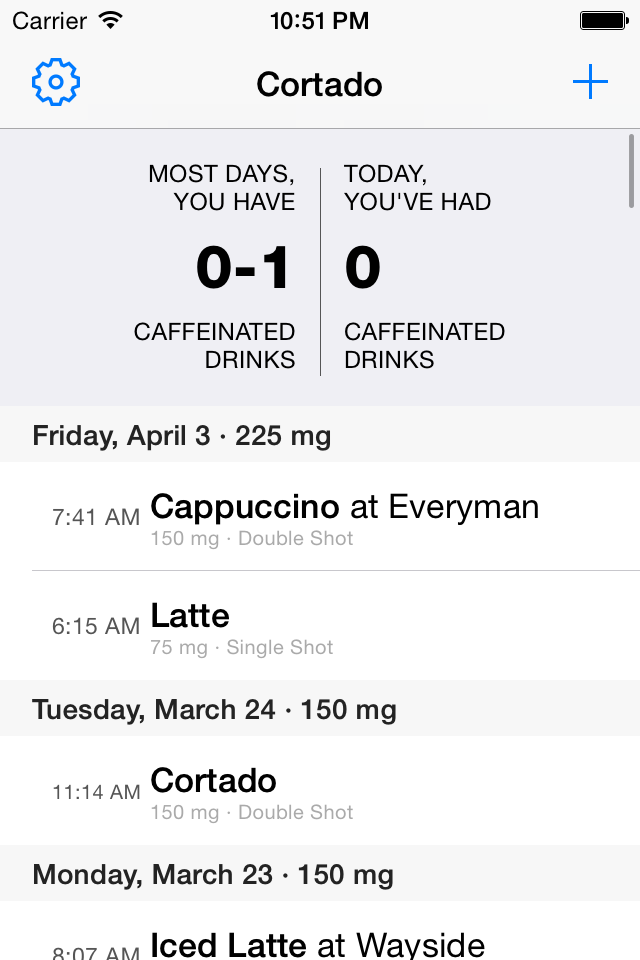 Carrier 10:51 PM
Cortado
MOST DAYS,
YOU HAVE
0-1
CAFFEINATED
DRINKS
TODAY,
YOU'VE HAD
0
CAFFEINATED
DRINKS
Friday, April 3 · 225 mg
7:41 AM Cappuccino at Everyman
150 mg · Double Shot
6:15 AM Latte
75 mg · Single Shot
Tuesday, March 24 · 150 mg
11:14 AM Cortado
150 mg · Double Shot
Monday, March 23 · 150 mg
8:07 AM Iced Latte at Wayside